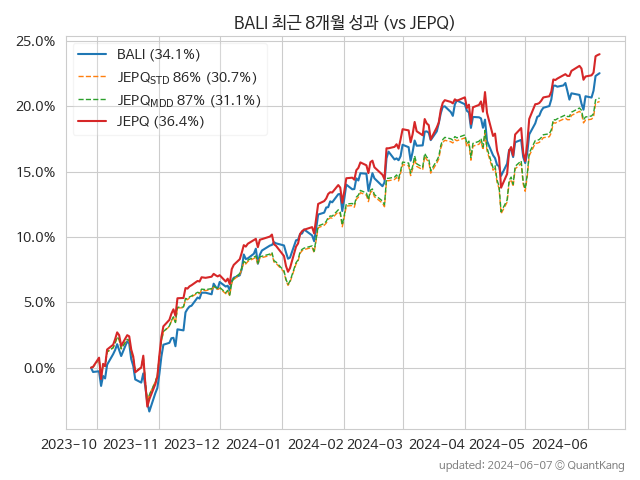 BALI 최근 8개월 성과 (vs JEPQ)
25.0%
20.0%
15.0%
10.0%
5.0%
0.0%
BALI (34.1%)
JEPQSTD 86% (30.7%)
JEPQMDD 87% (31.1%)
JEPQ (36.4%)
2023-10 2023-11 2023-12 2024-01 2024-02 2024-03 2024-04 2024-05 2024-06
updated: 2024-06-07 © QuantKang